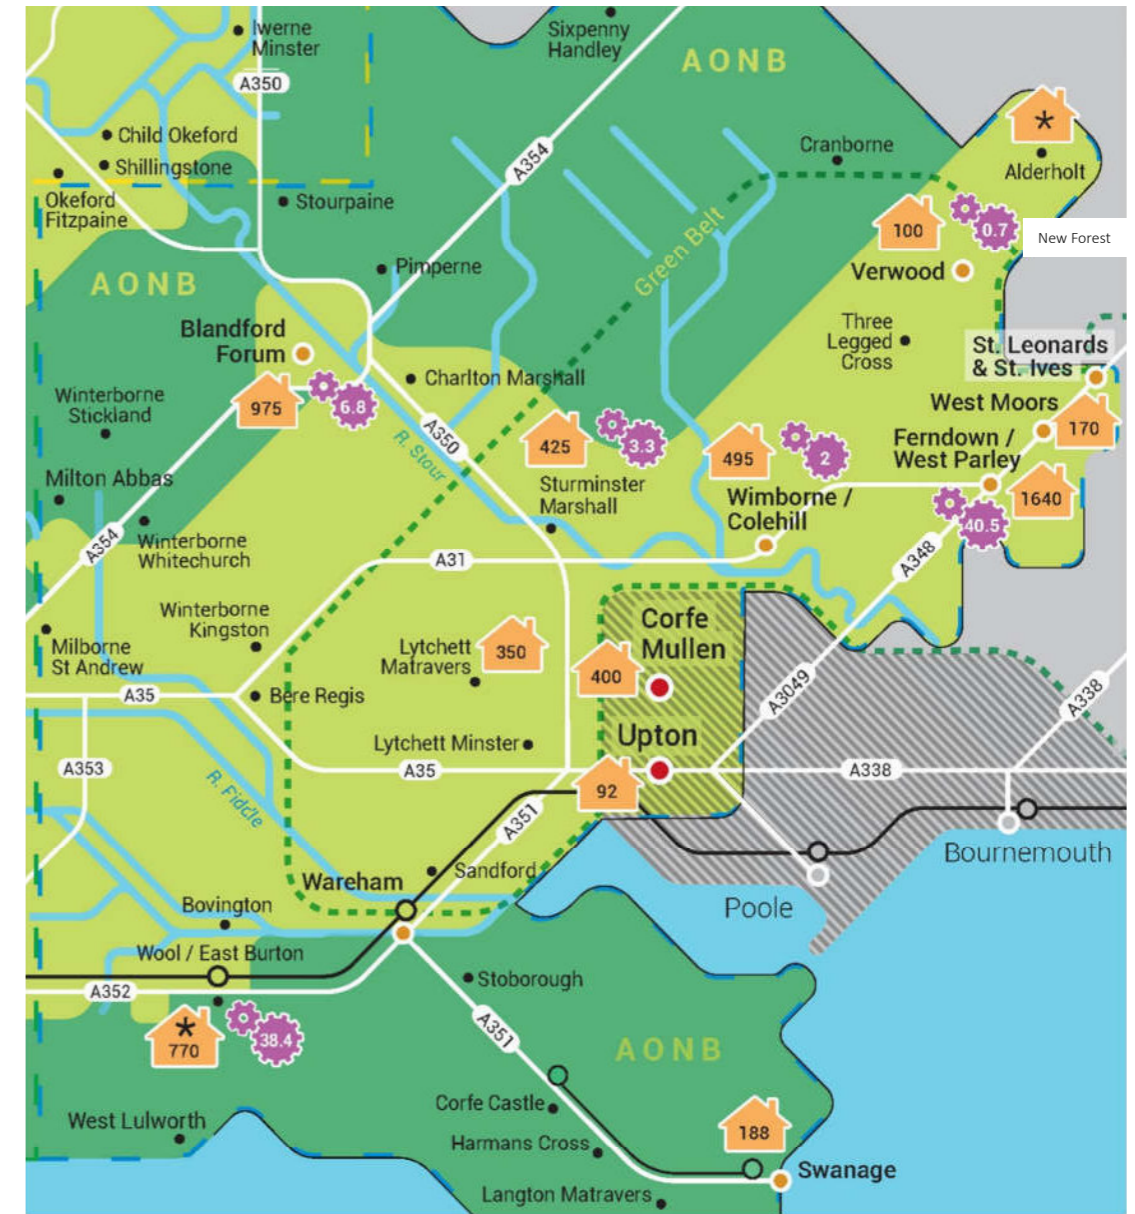 Iwerne
Minster
Sixpenny
Handley
AONB
A350
*
Child Okeford
Shillingstone
A354
Cranborne
Alderholt
Okeford
Fitzpaine
Stourpaine
100
0.7
New Forest
Green Belt
Pimperne
AONB
Verwood
Blandford
Forum
Three
Legged
Cross
St. Leonards
& St. Ives
Charlton Marshall
Winterborne
Stickland
975
6.8
West Moors
170
A350
R. Stour
425
3.3
495
2
Ferndown /
West Parley
Milton Abbas
Sturminster
Marshall
Wimborne /
Colehill
1640
40.5
A354
Winterborne
Whitechurch
A31
A348
Winterborne
Kingston
Corfe
Mullen
Milborne
St Andrew
Lytchett
Matravers
350
400
A35
Bere Regis
A3049
A338
Upton
Lytchett Minster
A353
A35
A338
R. Fiddle
92
A351
Bournemouth
Sandford
Wareham
Bovington
Poole
Wool / East Burton
Stoborough
A352
*
770
38.4
A351
AONB
Corfe Castle
West Lulworth
188
Harmans Cross
Swanage
Langton Matravers